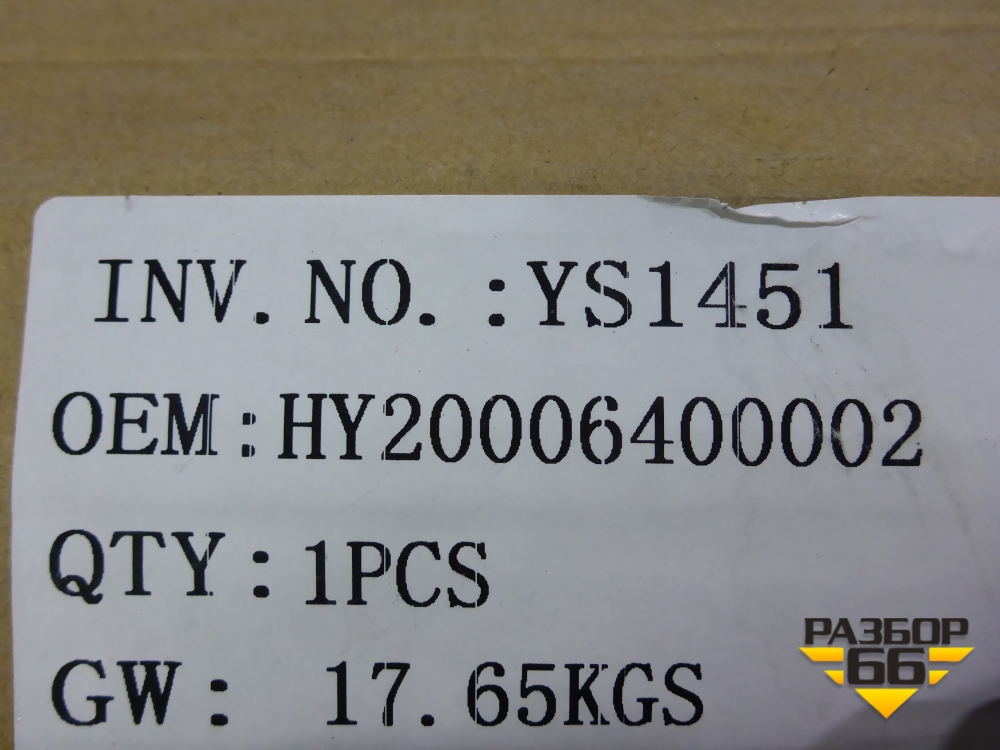 INV. NO. :YS1451
OEM:HY20006400002
QTY:1PCS
GW: 17.65KGS
РАЗБОР
66